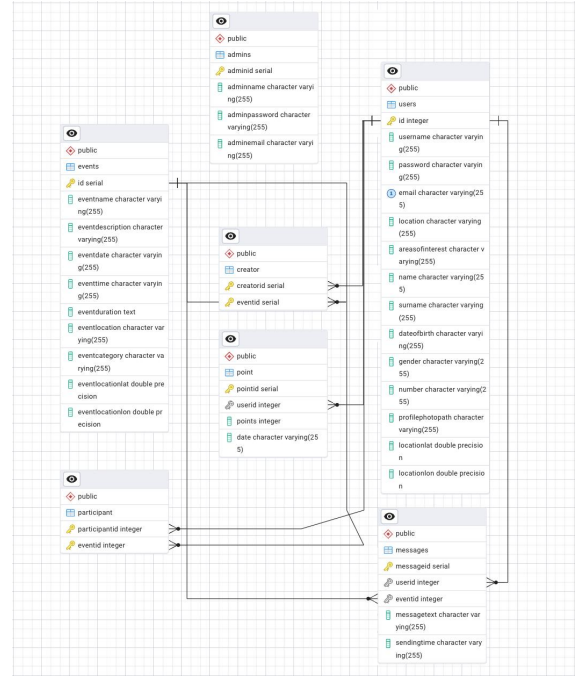 public
admins
adminid serial
adminname character varyi
ng(255)
adminpassword character
varying(255)
adminemail character varyi
ng(255)
public
users
id integer
username character varyin
g(255)
password character varyin
g(255)
email character varying(25
5)
location character varying
(255)
areasofinterest character v
arying(255)
name character varying(25
5)
surname character varying
(255)
dateofbirth character varyi
ng(255)
gender character varying(2
55)
number character varying(2
55)
profilephotopath character
varying(255)
locationlat double precisio
n
locationlon double precisio
n
public
events
id serial
eventname character varyi
ng(255)
eventdescription character
varying(255)
eventdate character varyin
g(255)
eventtime character varyin
g(255)
eventduration text
eventlocation character var
ying(255)
eventcategory character va
rying(255)
eventlocationlat double pre
cision
eventlocationlon double pr
ecision
public
creator
creatorid serial
eventid serial
public
point
pointid serial
userid integer
points integer
date character varying(25
5)
public
participant
participantid integer
eventid integer
public
messages
messageid serial
userid integer
eventid integer
messagetext character var
ying(255)
sendingtime character vary
ing(255)